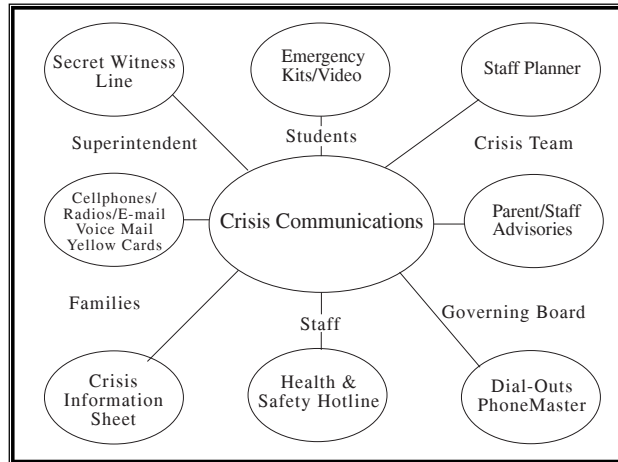 Secret Witness
Line
Emergency
Kits/Video
Staff Planner
Superintendent
Students
Crisis Team
Cellphones/
Radios/E-mail
Voice Mail
Yellow Cards
Crisis Communications
Parent/Staff
Advisories
Families
Staff
Governing Board
Crisis
Information
Sheet
Health &
Safety Hotline
Dial-Outs
PhoneMaster